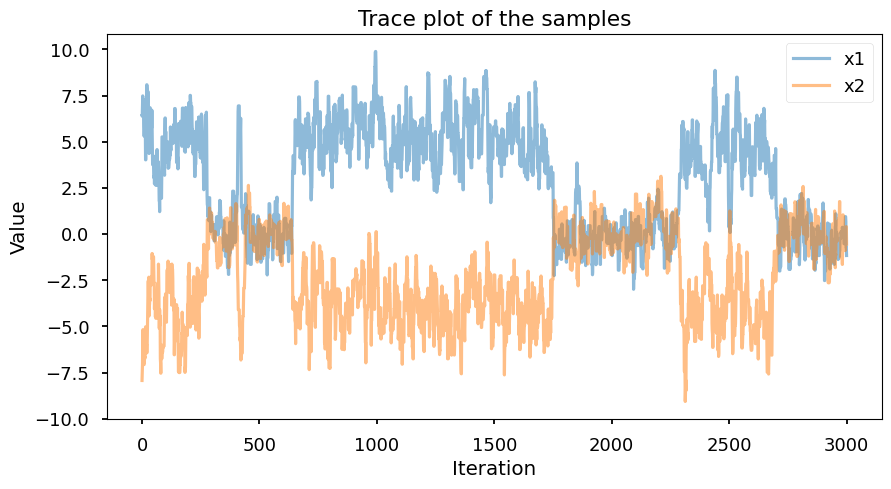 Trace plot of the samples
x1
x2
10.0
7.5
5.0
2.5
0.0
−2.5
−5.0
−7.5
−10.0
Value
0 500 1000 1500 2000 2500 3000
Iteration